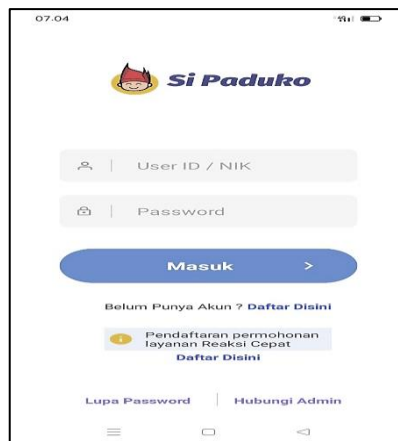 07.04
Si Paduko
User ID / NIK
Password
Masuk >
Belum Punya Akun ? Daftar Disini
Pendaftaran permohonan
layanan Reaksi Cepat
Daftar Disini
Lupa Password | Hubungi Admin